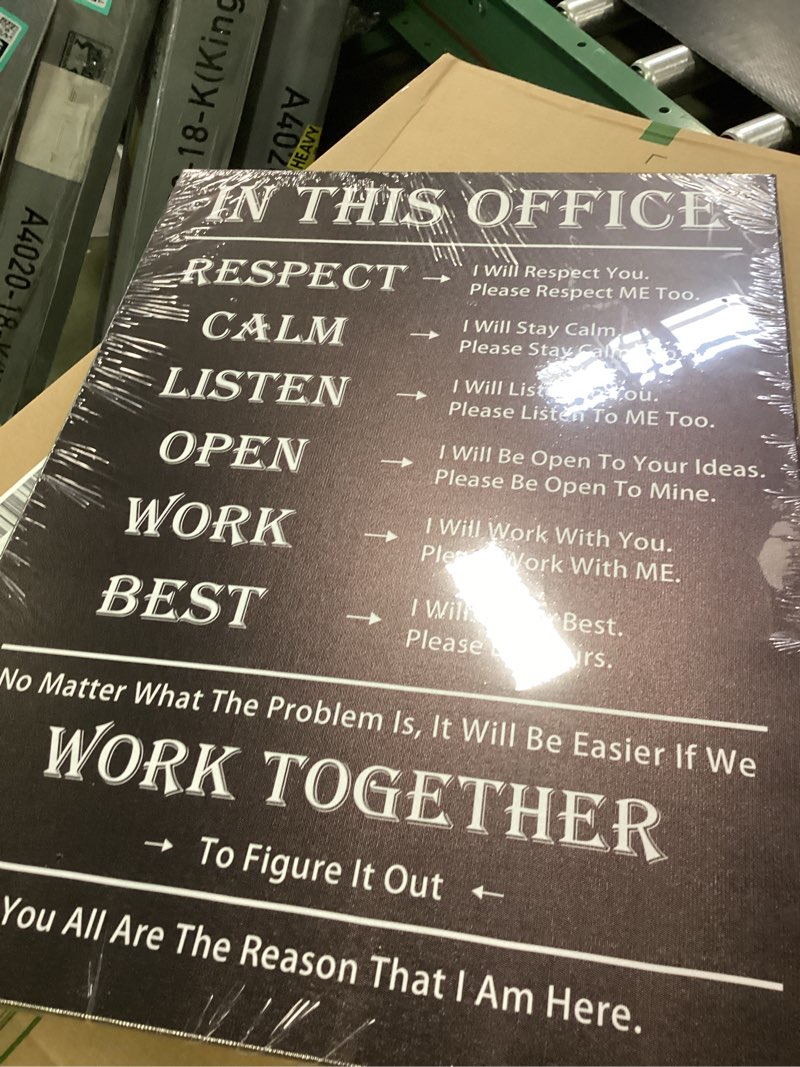 -18-K(King
A402
HEAVY
A4020-18-K
IN THIS OFFICE
RESPECT → I Will Respect You.
Please Respect ME Too.
CALM → I Will Stay Calm
Please Stay
LISTEN → I Will
Please Listen To ME Too.
OPEN → I Will Be Open To Your Ideas.
Please Be Open To Mine.
WORK → I Will Work With You.
Please Work With ME.
BEST → I Will Best.
Please
No Matter What The Problem Is, It Will Be Easier If We
WORK TOGETHER
→ To Figure It Out ←
You All Are The Reason That I Am Here.